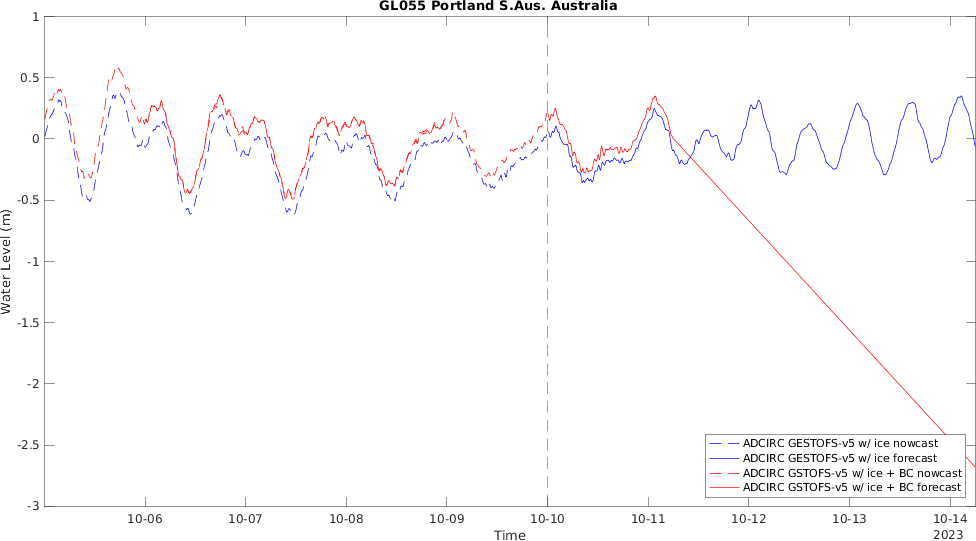 GL055 Portland S.Aus. Australia
1
0.5
0
-0.5
-1
-1.5
-2
-2.5
-3
Water Level (m)
10-06
10-07
10-08
10-09
10-10
10-11
10-12
10-13
10-14
2023
Time
ADCIRC GESTOFS-v5 w/ ice nowcast
ADCIRC GESTOFS-v5 w/ ice forecast
ADCIRC GSTOFS-v5 w/ ice + BC nowcast
ADCIRC GSTOFS-v5 w/ ice + BC forecast